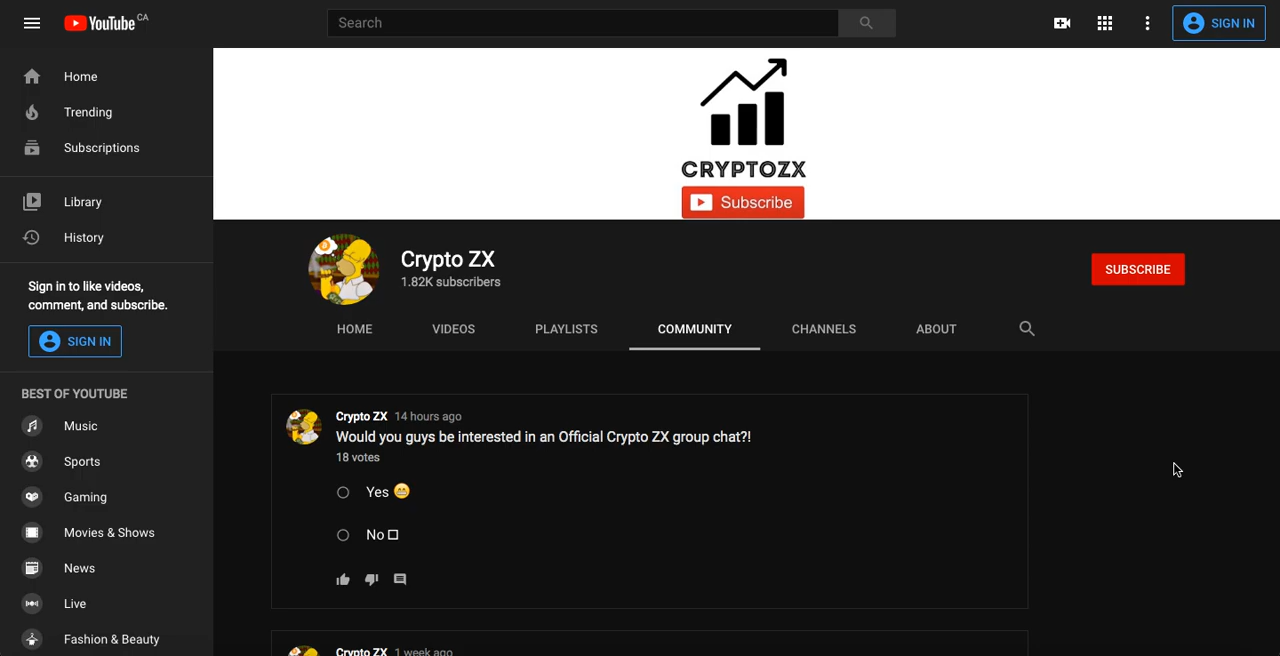 YouTube CA
Search
SIGN IN
Home
Trending
Subscriptions
Library
History
Sign in to like videos,
comment, and subscribe.
SIGN IN
BEST OF YOUTUBE
Music
Sports
Gaming
Movies & Shows
News
Live
Fashion & Beauty
CRYPTOZX
Subscribe
Crypto ZX
1.82K subscribers
SUBSCRIBE
HOME VIDEOS PLAYLISTS COMMUNITY CHANNELS ABOUT
Crypto ZX 14 hours ago
Would you guys be interested in an Official Crypto ZX group chat?!
18 votes
Yes 😁
No □
Crypto ZX 1 week ago